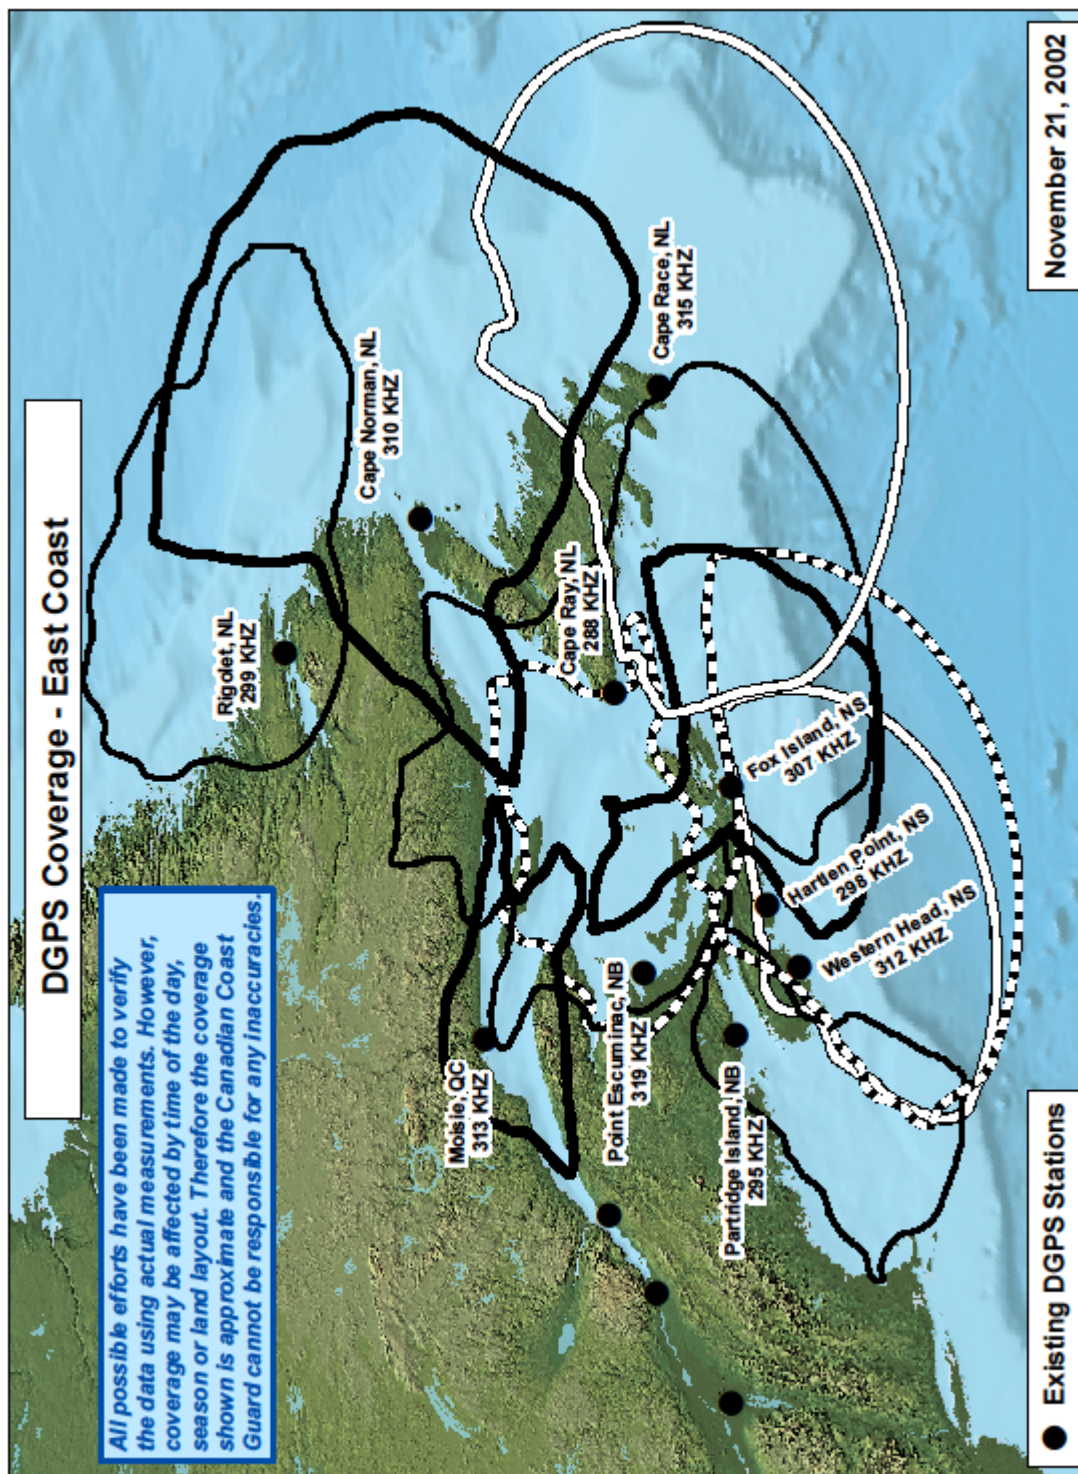 DGPS Coverage - East Coast
All possible efforts have been made to verify
the data using actual measurements. However,
coverage may be affected by time of the day,
season or land layout. Therefore the coverage
shown is approximate and the Canadian Coast
Guard cannot be responsible for any inaccuracies.
Rigolet, NL
299 KHZ
Cape Norman, NL
310 KHZ
Moisie, QC
313 KHZ
Cape Ray, NL
288 KHZ
Cape Race, NL
315 KHZ
Point Escuminac, NB
319 KHZ
Partridge Island, NB
295 KHZ
Fox Island, NS
307 KHZ
Hartlen Point, NS
298 KHZ
Western Head, NS
312 KHZ
Existing DGPS Stations
November 21, 2002